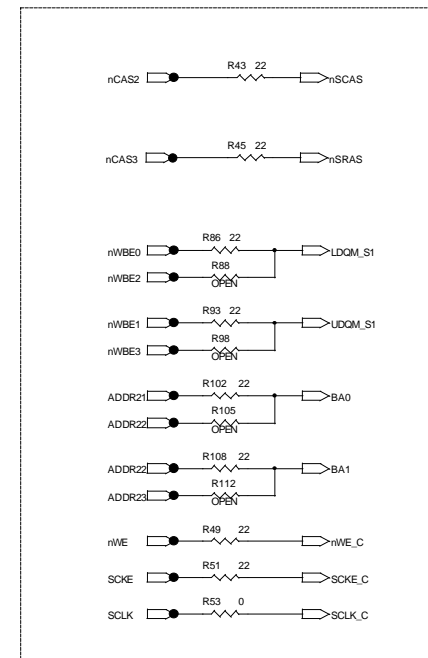 R43 22
nCAS2 nSCAS
R45 22
nCAS3 nSRAS
R86 22
nWBE0 LDQM_S1
R88
nWBE2 OPEN
R93 22
nWBE1 UDQM_S1
R98
nWBE3 OPEN
R102 22
ADDR21 BA0
R105
ADDR22 OPEN
R108 22
ADDR22 BA1
R112
ADDR23 OPEN
R49 22
nWE nWE_C
R51 22
SCKE SCKE_C
R53 0
SCLK SCLK_C